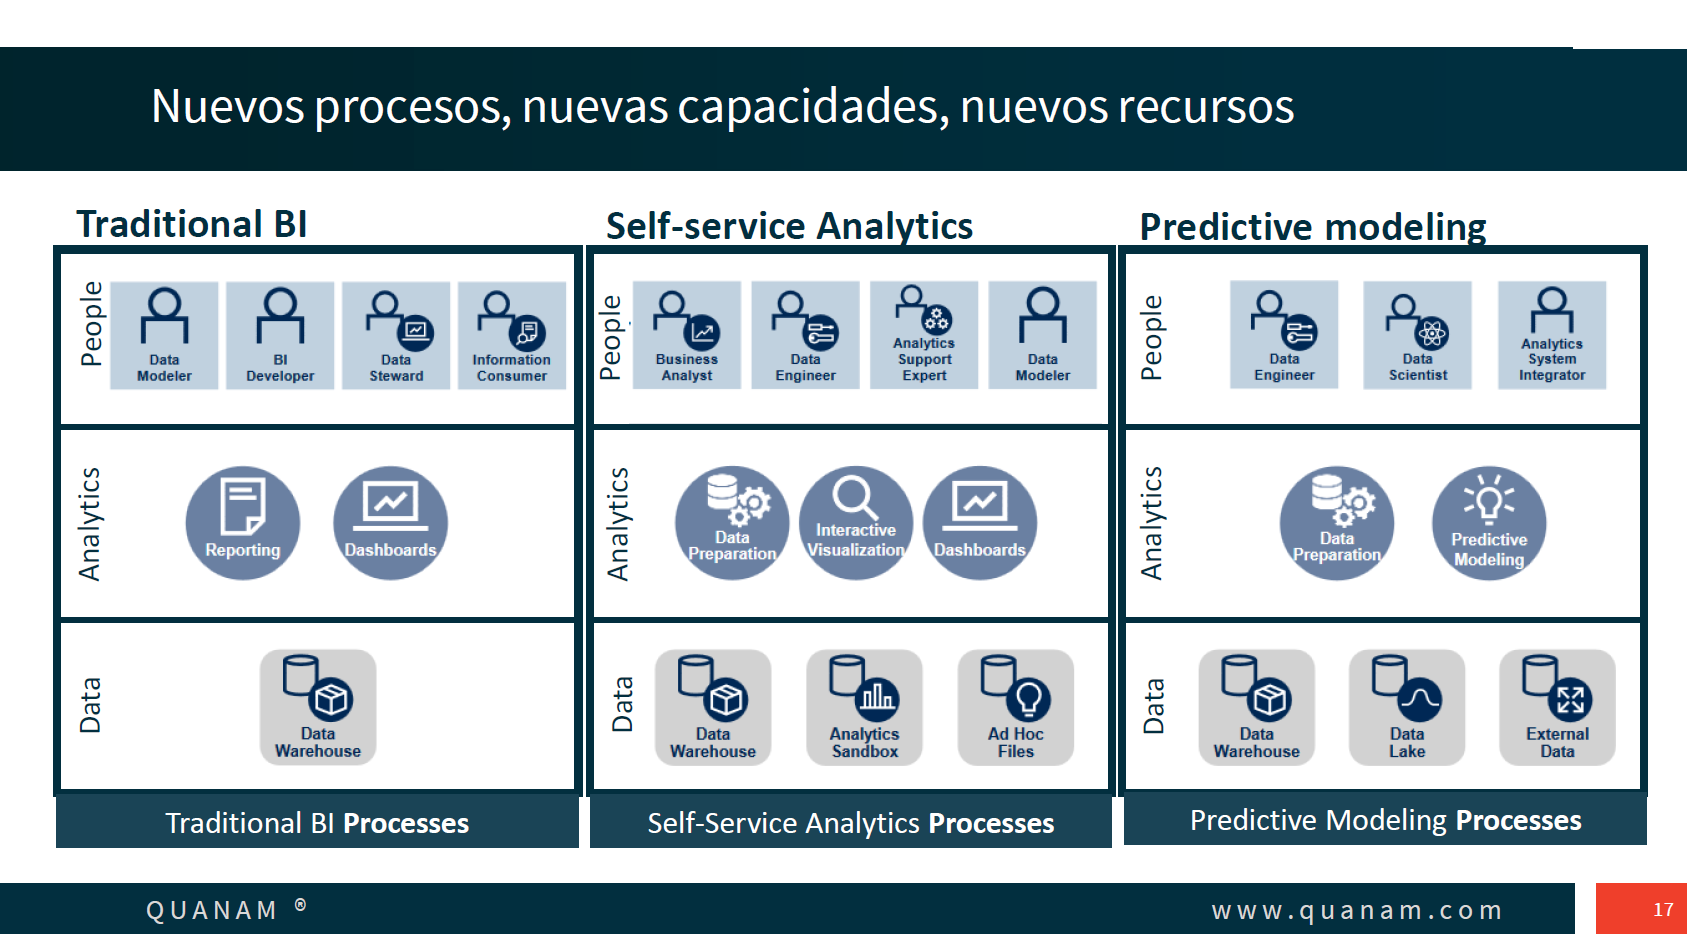 Nuevos procesos, nuevas capacidades, nuevos recursos
Traditional BI
People
Data
Modeler
BI
Developer
Data
Steward
Information
Consumer
Analytics
Reporting
Dashboards
Data
Data
Warehouse
Traditional BI Processes
Self-service Analytics
People
Business
Analyst
Data
Engineer
Analytics
Support
Expert
Data
Modeler
Analytics
Data
Preparation
Interactive
Visualization
Dashboards
Data
Data
Warehouse
Analytics
Sandbox
Ad Hoc
Files
Self-Service Analytics Processes
Predictive modeling
People
Data
Engineer
Data
Scientist
Analytics
System
Integrator
Analytics
Data
Preparation
Predictive
Modeling
Data
Data
Warehouse
Data
Lake
External
Data
Predictive Modeling Processes
QUANAM ®
www.quanam.com
17